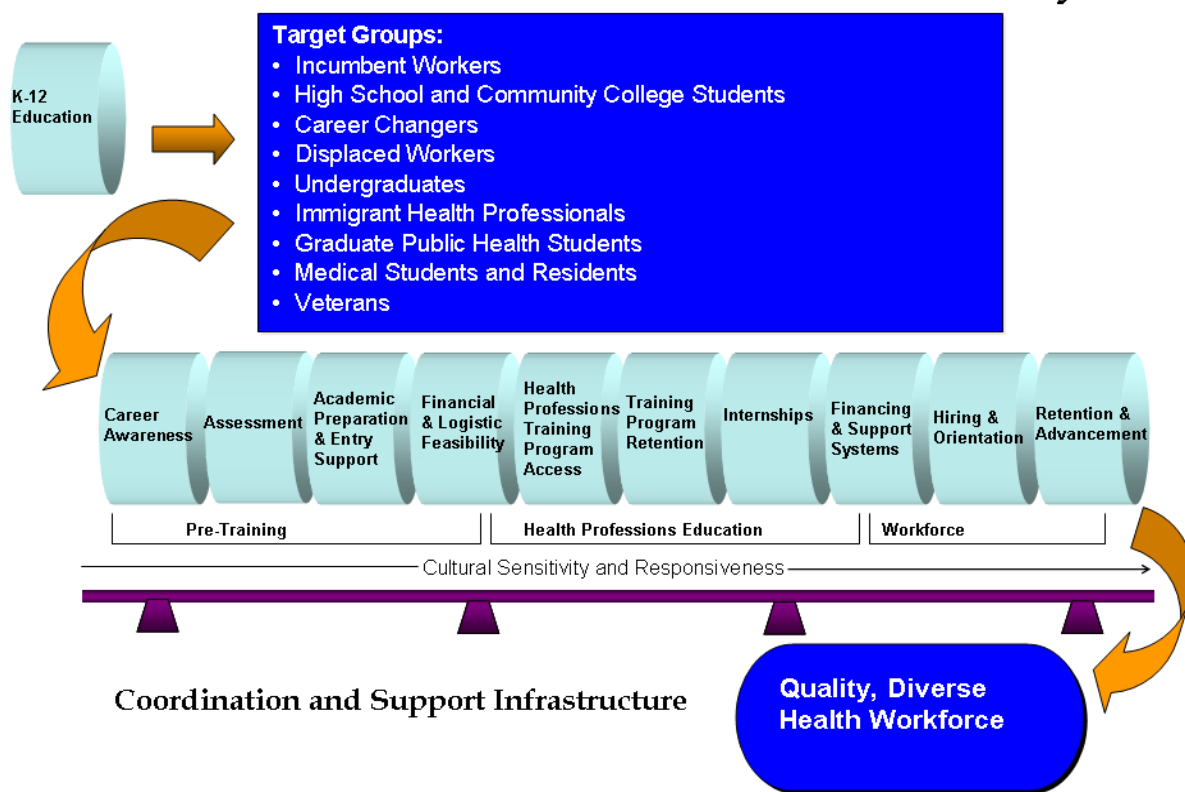 Target Groups:
• Incumbent Workers
• High School and Community College Students
• Career Changers
• Displaced Workers
• Undergraduates
• Immigrant Health Professionals
• Graduate Public Health Students
• Medical Students and Residents
• Veterans
K-12
Education
Career
Awareness
Assessment
Academic
Preparation
& Entry
Support
Financial
& Logistic
Feasibility
Health
Professions
Training
Program
Access
Training
Program
Retention
Internships
Financing
& Support
Systems
Hiring &
Orientation
Retention &
Advancement
Pre-Training
Health Professions Education
Workforce
Cultural Sensitivity and Responsiveness
Coordination and Support Infrastructure
Quality, Diverse
Health Workforce